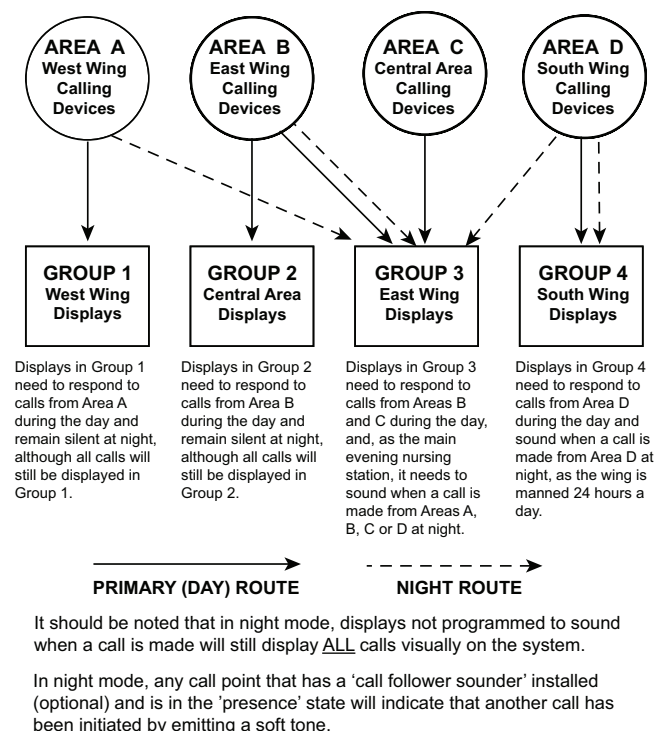 AREA A
West Wing
Calling
Devices
AREA B
East Wing
Calling
Devices
AREA C
Central Area
Calling
Devices
AREA D
South Wing
Calling
Devices
GROUP 1
West Wing
Displays
GROUP 2
Central Area
Displays
GROUP 3
East Wing
Displays
GROUP 4
South Wing
Displays
Displays in Group 1
need to respond to
calls from Area A
during the day and
remain silent at night,
although all calls will
still be displayed in
Group 1.
Displays in Group 2
need to respond to
calls from Area B
during the day and
remain silent at night,
although all calls will
still be displayed in
Group 2.
Displays in Group 3
need to respond to
calls from Areas B
and C during the day,
and, as the main
evening nursing
station, it needs to
sound when a call is
made from Areas A,
B, C or D at night.
Displays in Group 4
need to respond to
calls from Area D
during the day and
sound when a call is
made from Area D at
night, as the wing is
manned 24 hours a
day.
PRIMARY (DAY) ROUTE
NIGHT ROUTE
It should be noted that in night mode, displays not programmed to sound
when a call is made will still display ALL calls visually on the system.
In night mode, any call point that has a ‘call follower sounder’ installed
(optional) and is in the 'presence' state will indicate that another call has
been initiated by emitting a soft tone.